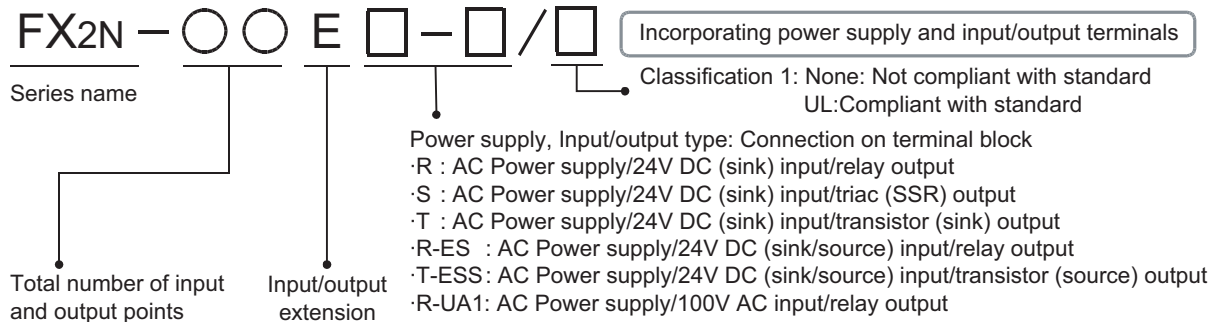 FX2N – ○○ E □ – □ / □
Incorporating power supply and input/output terminals
Series name
Classification 1: None: Not compliant with standard
UL:Compliant with standard
Power supply, Input/output type: Connection on terminal block
·R : AC Power supply/24V DC (sink) input/relay output
·S : AC Power supply/24V DC (sink) input/triac (SSR) output
·T : AC Power supply/24V DC (sink) input/transistor (sink) output
·R-ES : AC Power supply/24V DC (sink/source) input/relay output
·T-ESS: AC Power supply/24V DC (sink/source) input/transistor (source) output
·R-UA1: AC Power supply/100V AC input/relay output
Total number of input
and output points
Input/output
extension